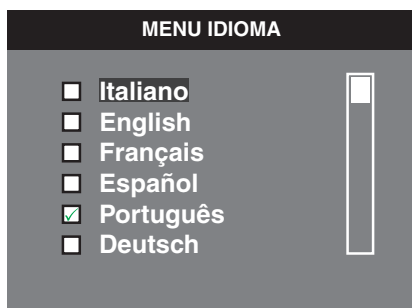 MENU IDIOMA
Italiano
English
Français
Español
Português
Deutsch